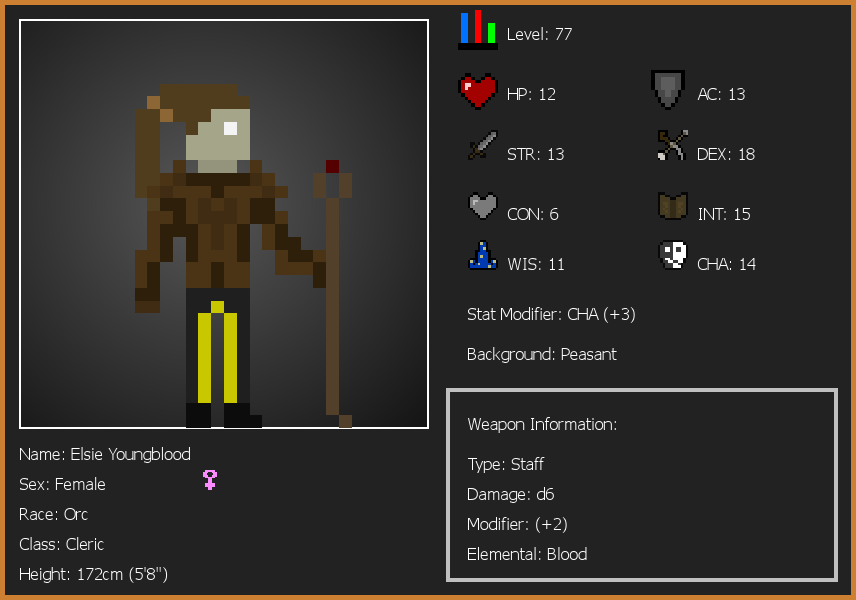 Level: 77
HP: 12
AC: 13
STR: 13
DEX: 18
CON: 6
INT: 15
WIS: 11
CHA: 14
Stat Modifier: CHA (+3)
Background: Peasant
Weapon Information:
Type: Staff
Damage: d6
Modifier: (+2)
Elemental: Blood
Name: Elsie Youngblood
Sex: Female
Race: Orc
Class: Cleric
Height: 172cm (5'8")